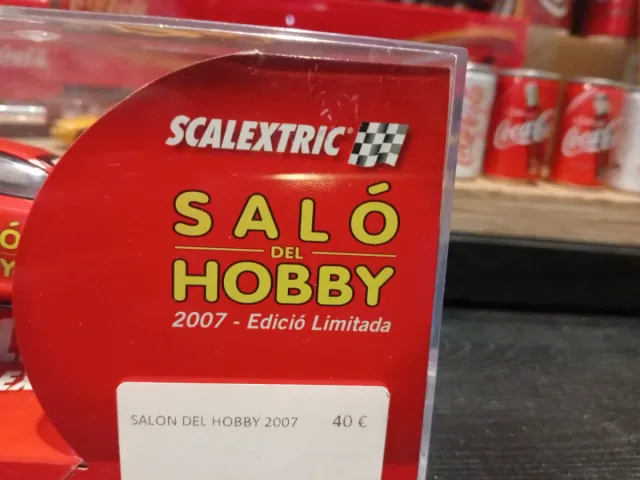 SCALEXTRIC®
SALÓ
DEL
HOBBY
2007 - Edició Limitada
SALON DEL HOBBY 2007 40 €
Coca-Cola
Coca-Cola